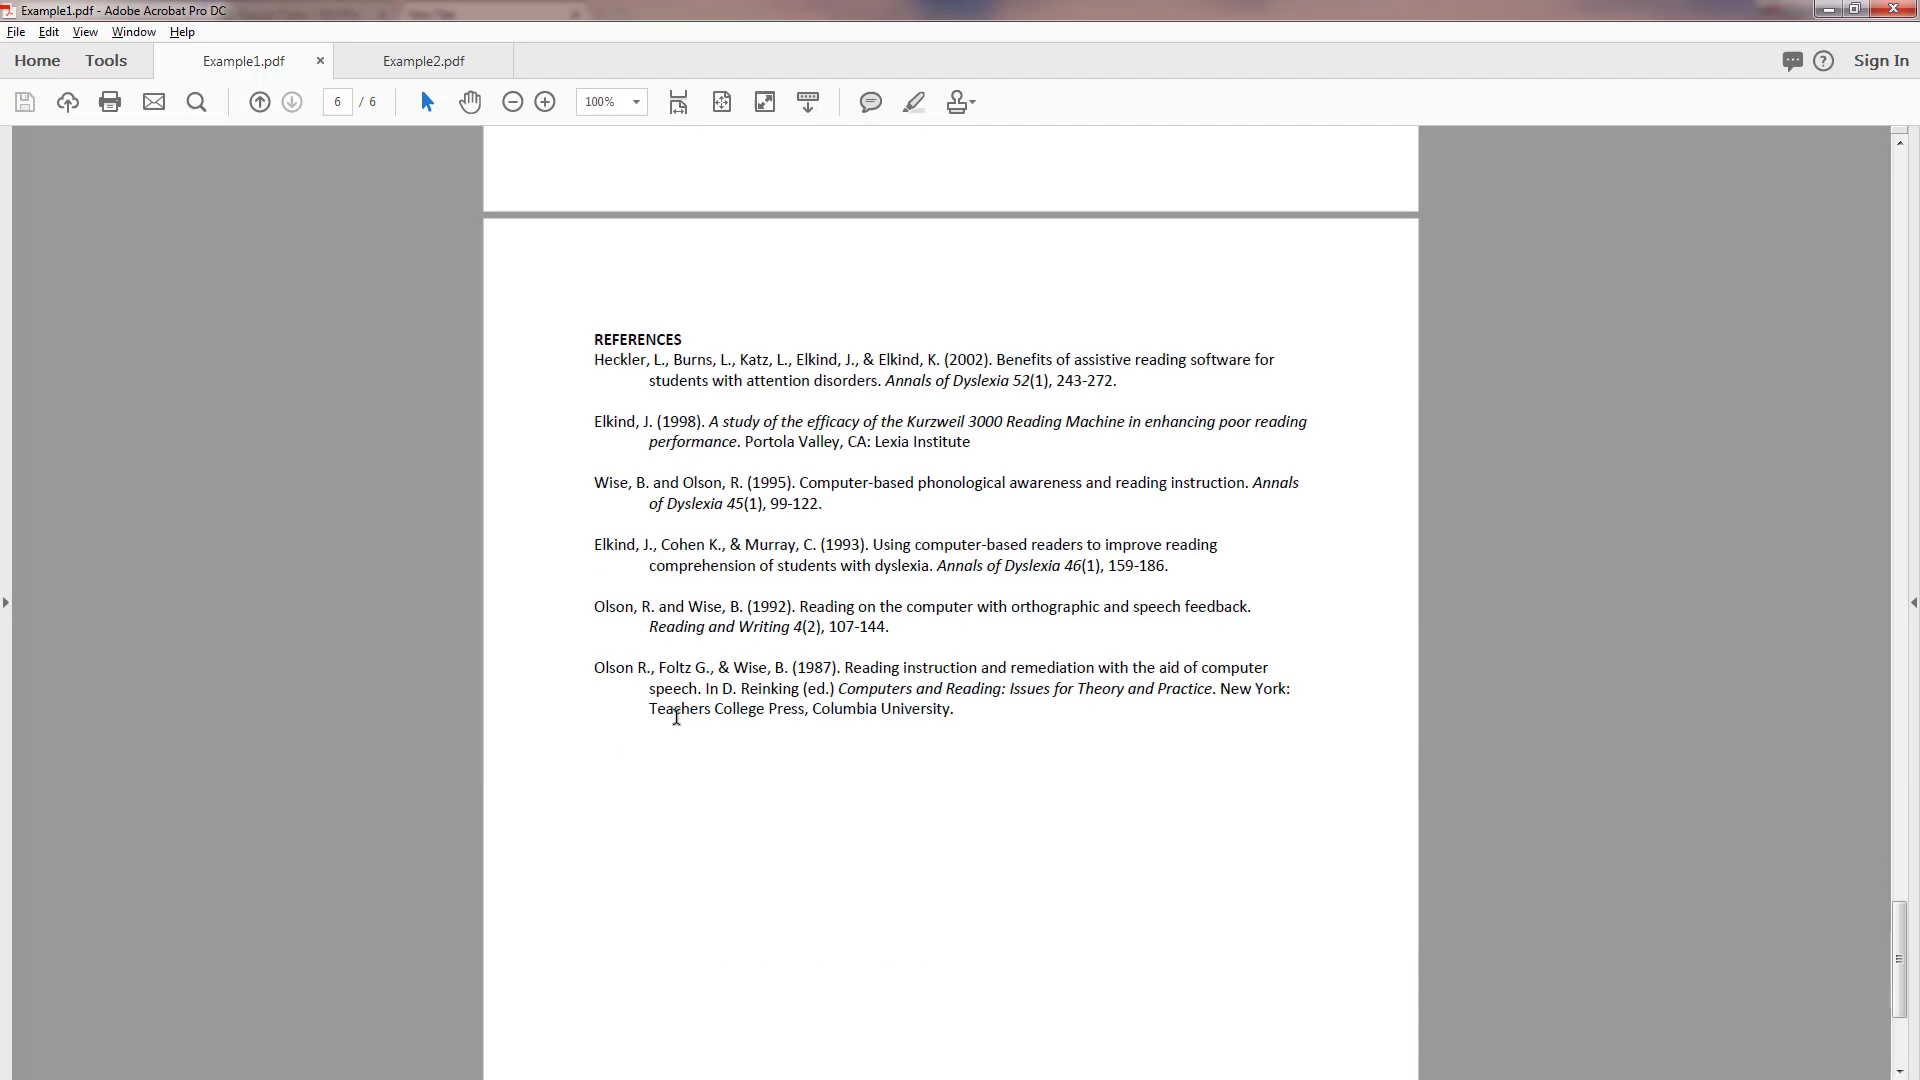 Example1.pdf - Adobe Acrobat Pro DC
File Edit View Window Help
Home Tools Example1.pdf × Example2.pdf Sign In
6 / 6 100%
REFERENCES
Heckler, L., Burns, L., Katz, L., Elkind, J., & Elkind, K. (2002). Benefits of assistive reading software for
students with attention disorders. Annals of Dyslexia 52(1), 243-272.
Elkind, J. (1998). A study of the efficacy of the Kurzweil 3000 Reading Machine in enhancing poor reading
performance. Portola Valley, CA: Lexia Institute
Wise, B. and Olson, R. (1995). Computer-based phonological awareness and reading instruction. Annals
of Dyslexia 45(1), 99-122.
Elkind, J., Cohen K., & Murray, C. (1993). Using computer-based readers to improve reading
comprehension of students with dyslexia. Annals of Dyslexia 46(1), 159-186.
Olson, R. and Wise, B. (1992). Reading on the computer with orthographic and speech feedback.
Reading and Writing 4(2), 107-144.
Olson R., Foltz G., & Wise, B. (1987). Reading instruction and remediation with the aid of computer
speech. In D. Reinking (ed.) Computers and Reading: Issues for Theory and Practice. New York:
Teachers College Press, Columbia University.